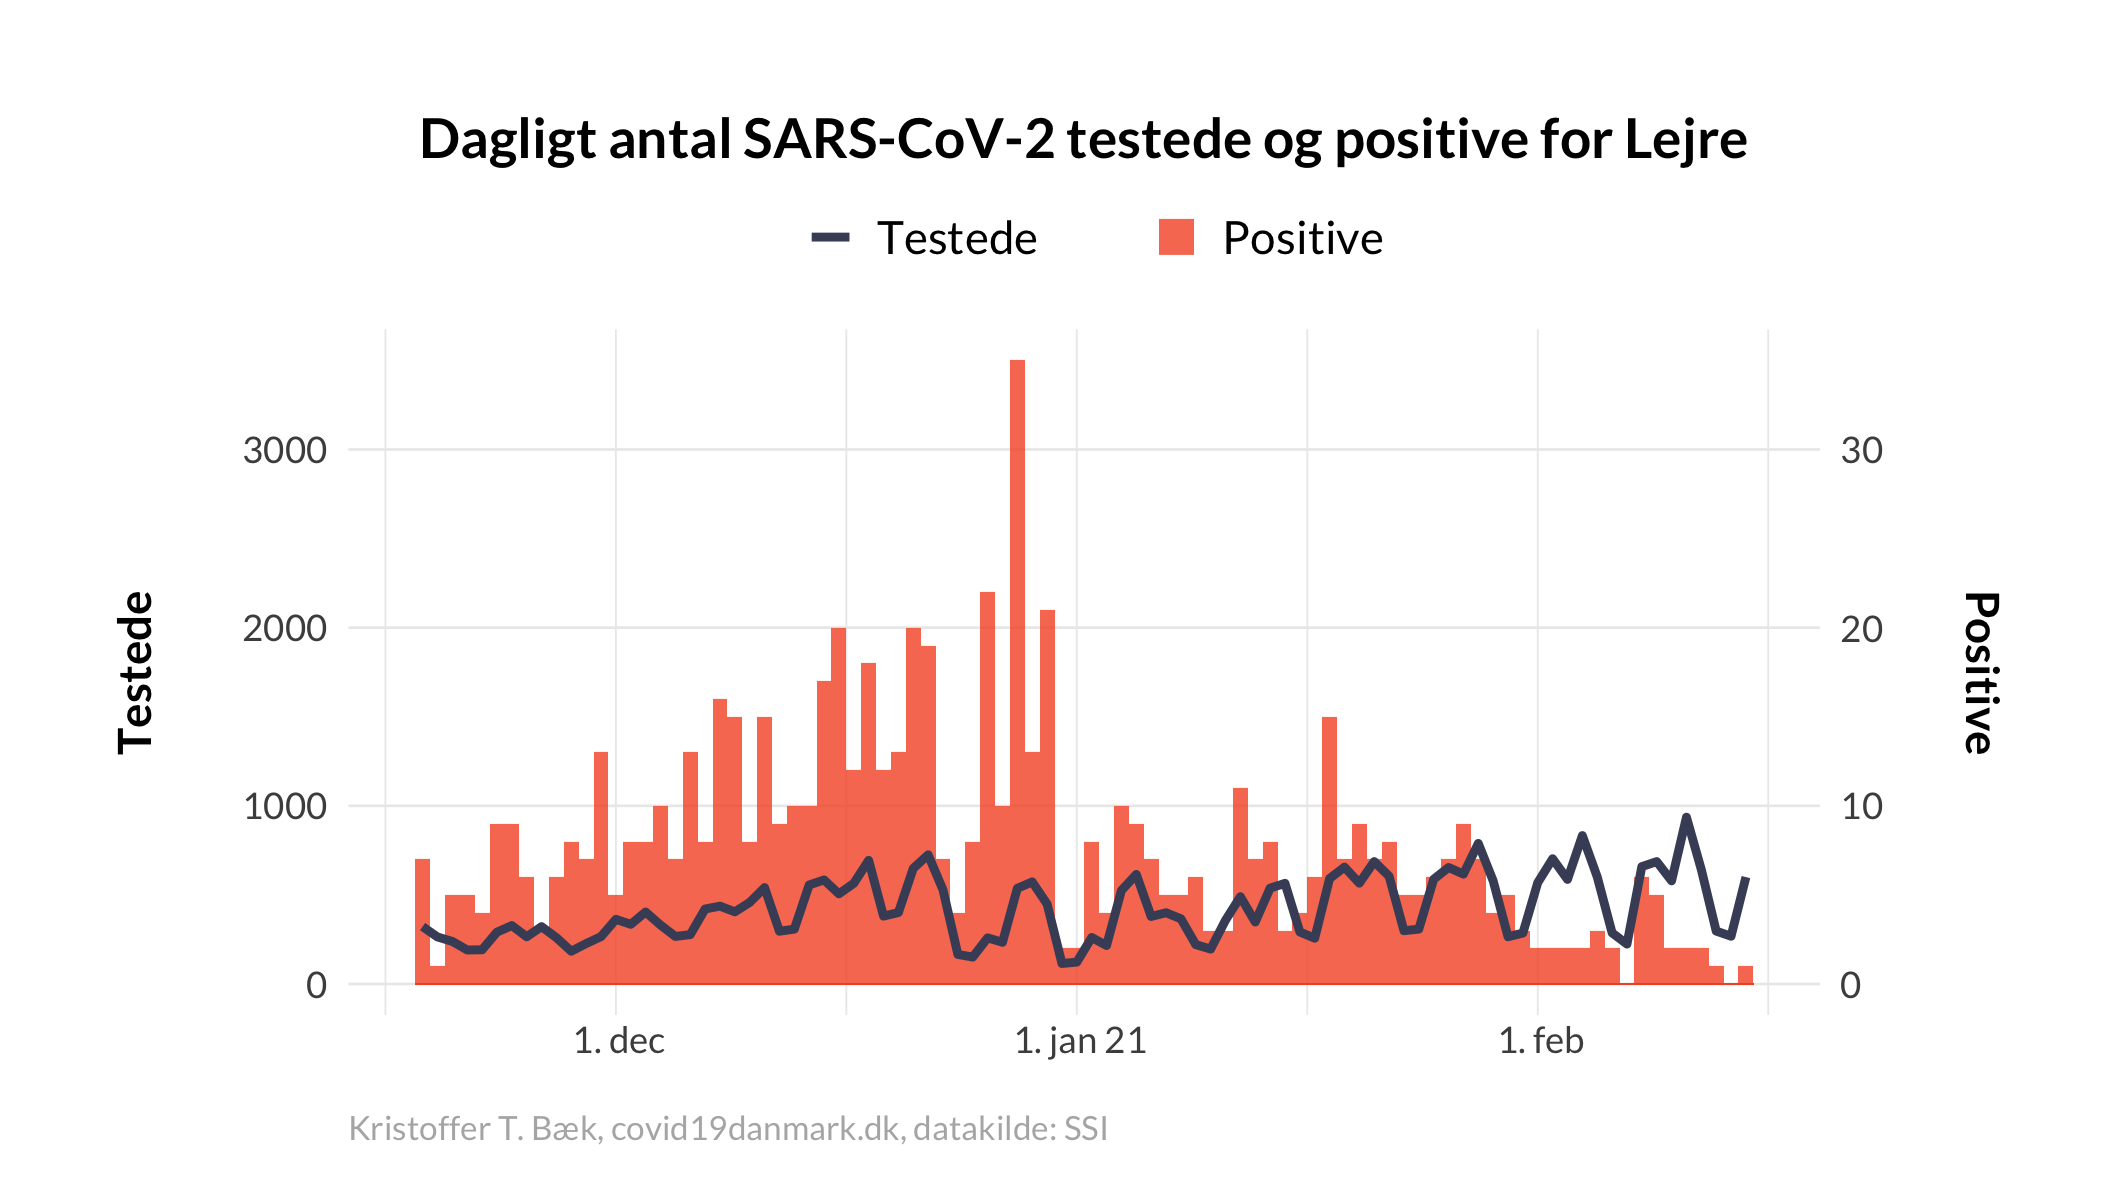 Dagligt antal SARS-CoV-2 testede og positive for Lejre
Testede
Positive
3000
2000
1000
0
30
20
10
0
Testede
Positive
1. dec
1. jan 21
1. feb
Kristoffer T. Bæk, covid19danmark.dk, datakilde: SSI